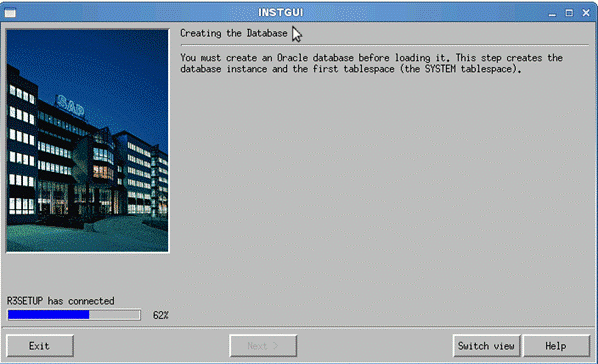 INSTGUI
Creating the Database
You must create an Oracle database before loading it. This step creates the
database instance and the first tablespace (the SYSTEM tablespace).
SAP
R3SETUP has connected
62%
Exit
Next >
Switch view
Help